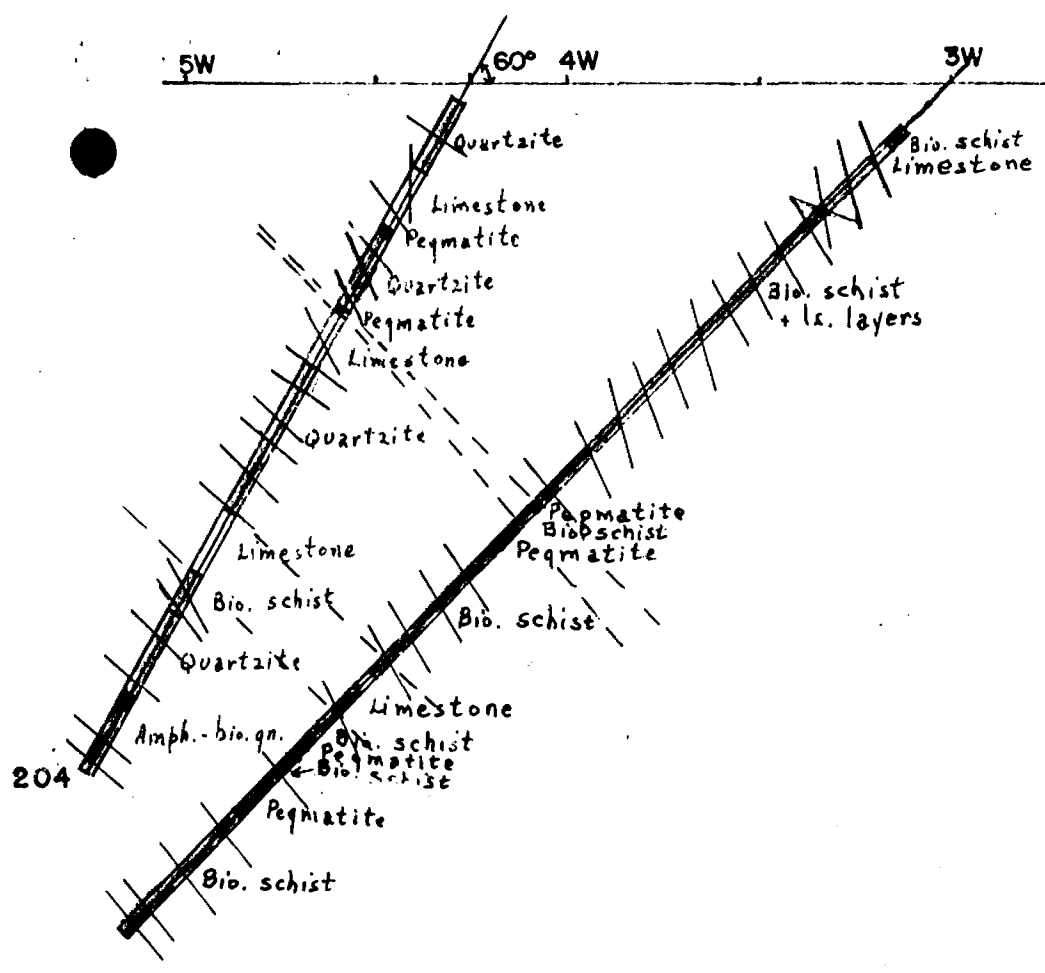 5W 60° 4W 3W
Quartzite
Bio. schist
Limestone
Limestone
Pegmatite
Quartzite
Bio. schist
+ ls. layers
Pegmatite
Limestone
Quartzite
Pegmatite
Bio. schist
Pegmatite
Limestone
Bio. schist
Bio. schist
Quartzite
Limestone
Amph.-bio.gn.
Bio. schist
Pegmatite
Bio. schist
204
Pegmatite
Bio. schist